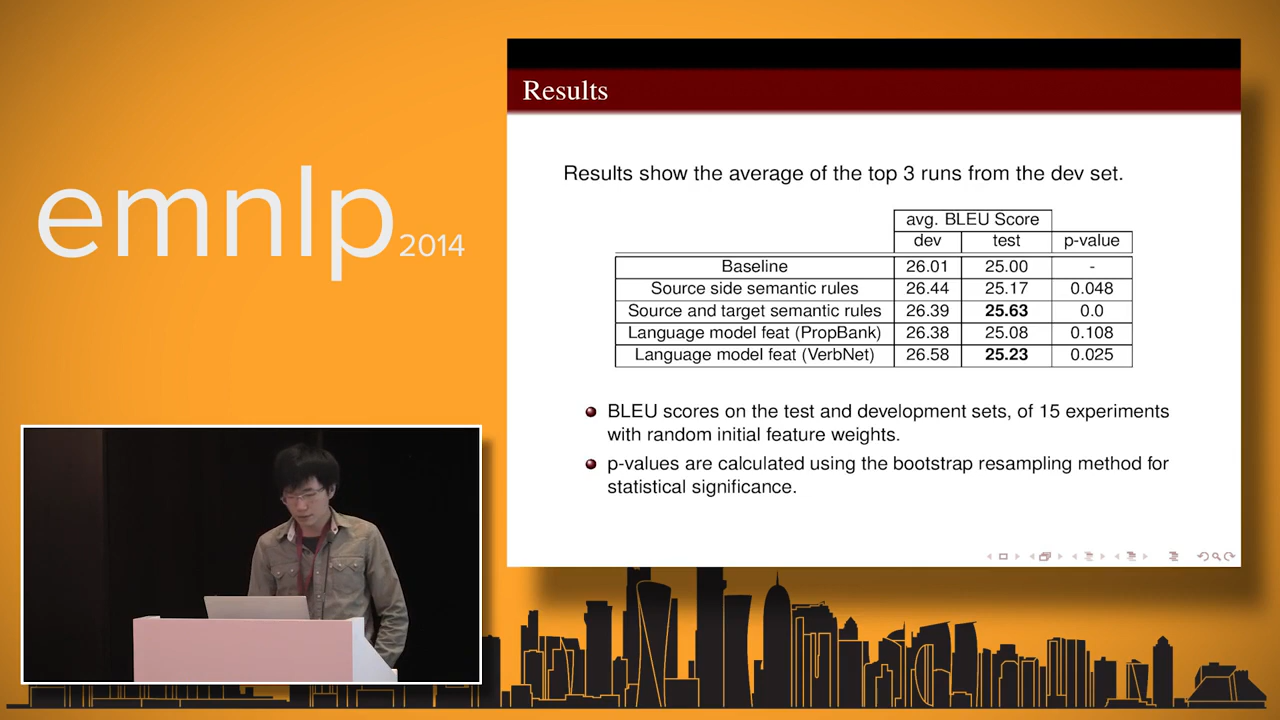 emnlp 2014
Results
Results show the average of the top 3 runs from the dev set.
avg. BLEU Score
dev test p-value
Baseline 26.01 25.00 -
Source side semantic rules 26.44 25.17 0.048
Source and target semantic rules 26.39 25.63 0.0
Language model feat (PropBank) 26.38 25.08 0.108
Language model feat (VerbNet) 26.58 25.23 0.025
BLEU scores on the test and development sets, of 15 experiments
with random initial feature weights.
p-values are calculated using the bootstrap resampling method for
statistical significance.